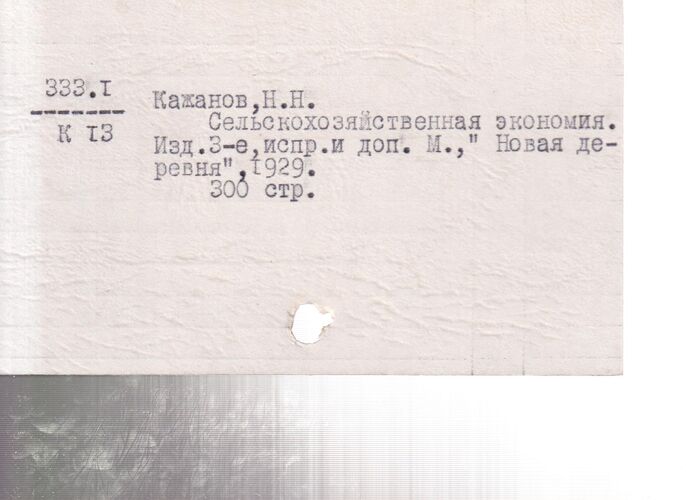 333.I
К I3
Кажанов,Н.Н.
Сельскохозяйственная экономия.
Изд.3-е,испр.и доп. М.," Новая де-
ревня",I929.
300 стр.